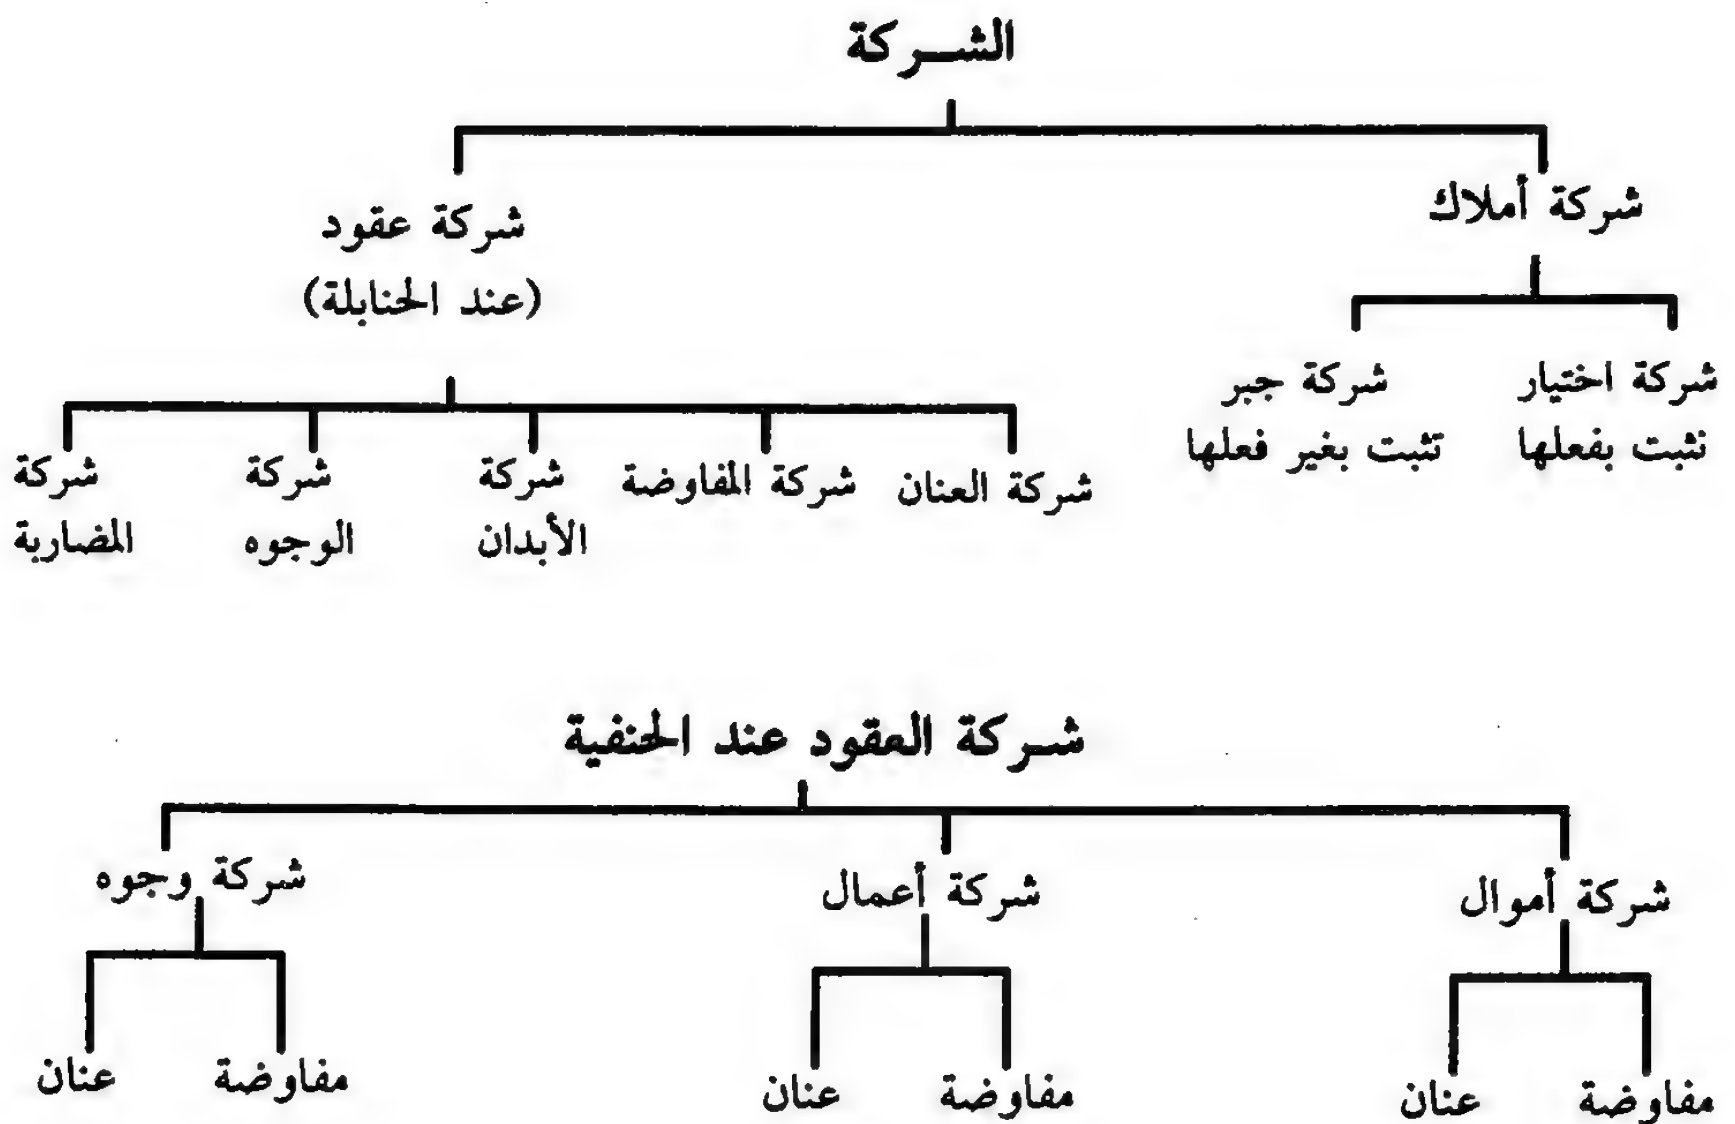 الشركة
شركة أملاك
شركة عقود
(عند الحنابلة)
شركة اختيار
تثبت بفعلها
شركة جبر
تثبت بغير فعلها
شركة العنان
شركة المفاوضة
شركة
الأبدان
شركة
الوجوه
شركة
المضاربة
شركة العقود عند الحنفية
شركة أموال
شركة أعمال
شركة وجوه
مفاوضة
عنان
مفاوضة
عنان
مفاوضة
عنان